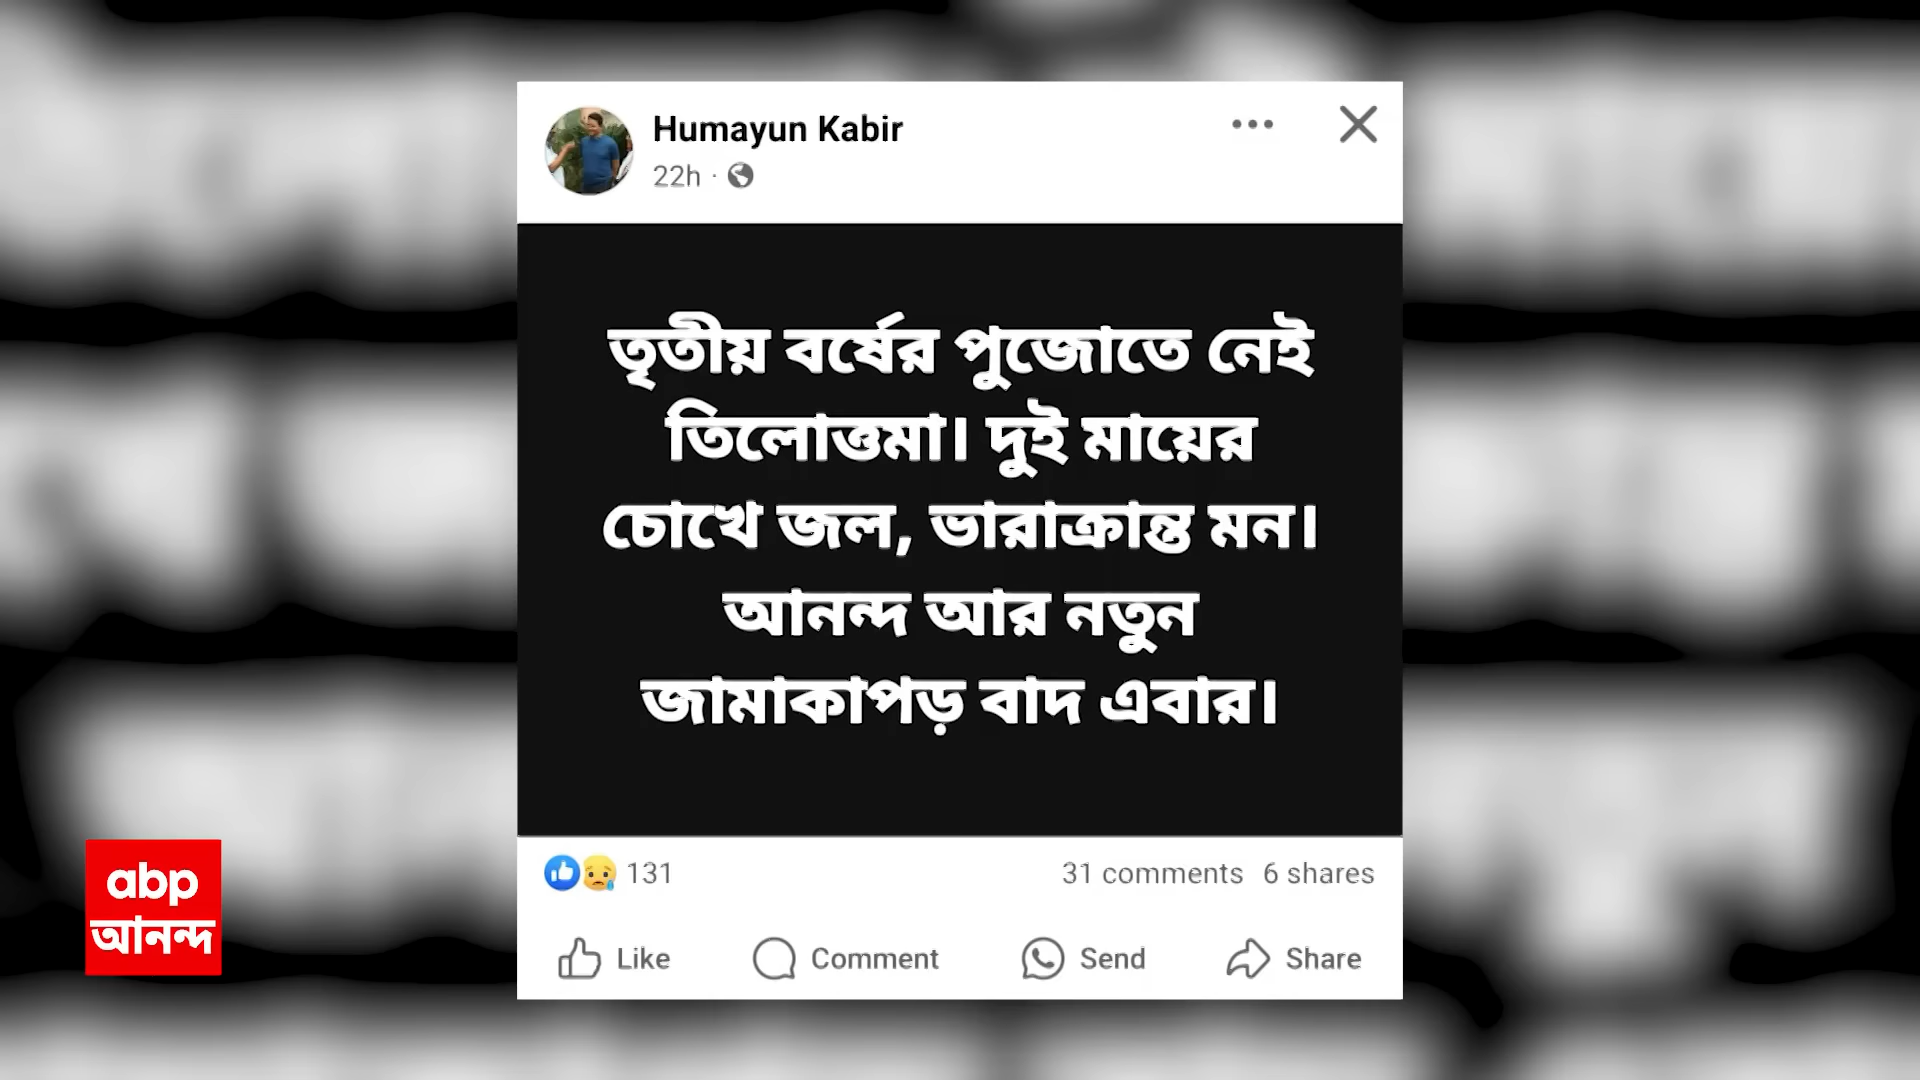 Humayun Kabir
22h ·
তৃতীয় বর্ষের পুজোতে নেই
তিলোত্তমা। দুই মায়ের
চোখে জল, ভারাক্রান্ত মন।
আনন্দ আর নতুন
জামাকাপড় বাদ এবার।
131 31 comments 6 shares
Like Comment Send Share
abp
আনন্দ